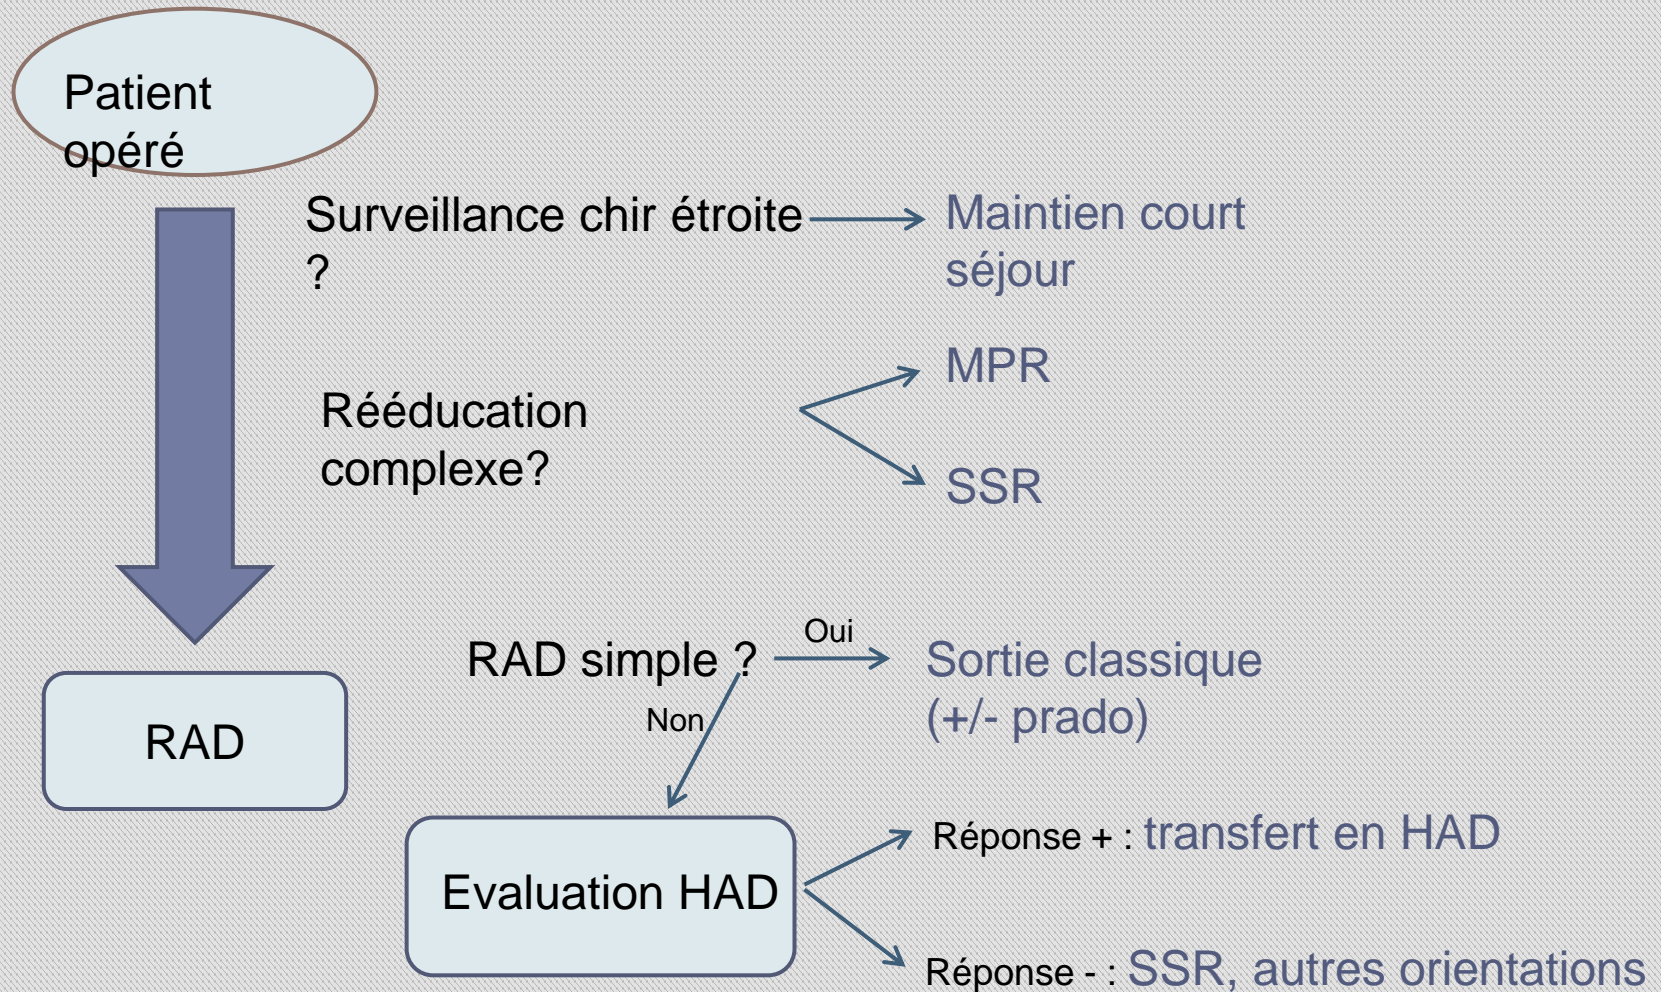 Patient
opéré
Surveillance chir étroite
?
Maintien court
séjour
MPR
Rééducation
complexe?
SSR
Oui
RAD simple ?
Sortie classique
(+/- prado)
Non
RAD
Réponse + : transfert en HAD
Evaluation HAD
Réponse - : SSR, autres orientations